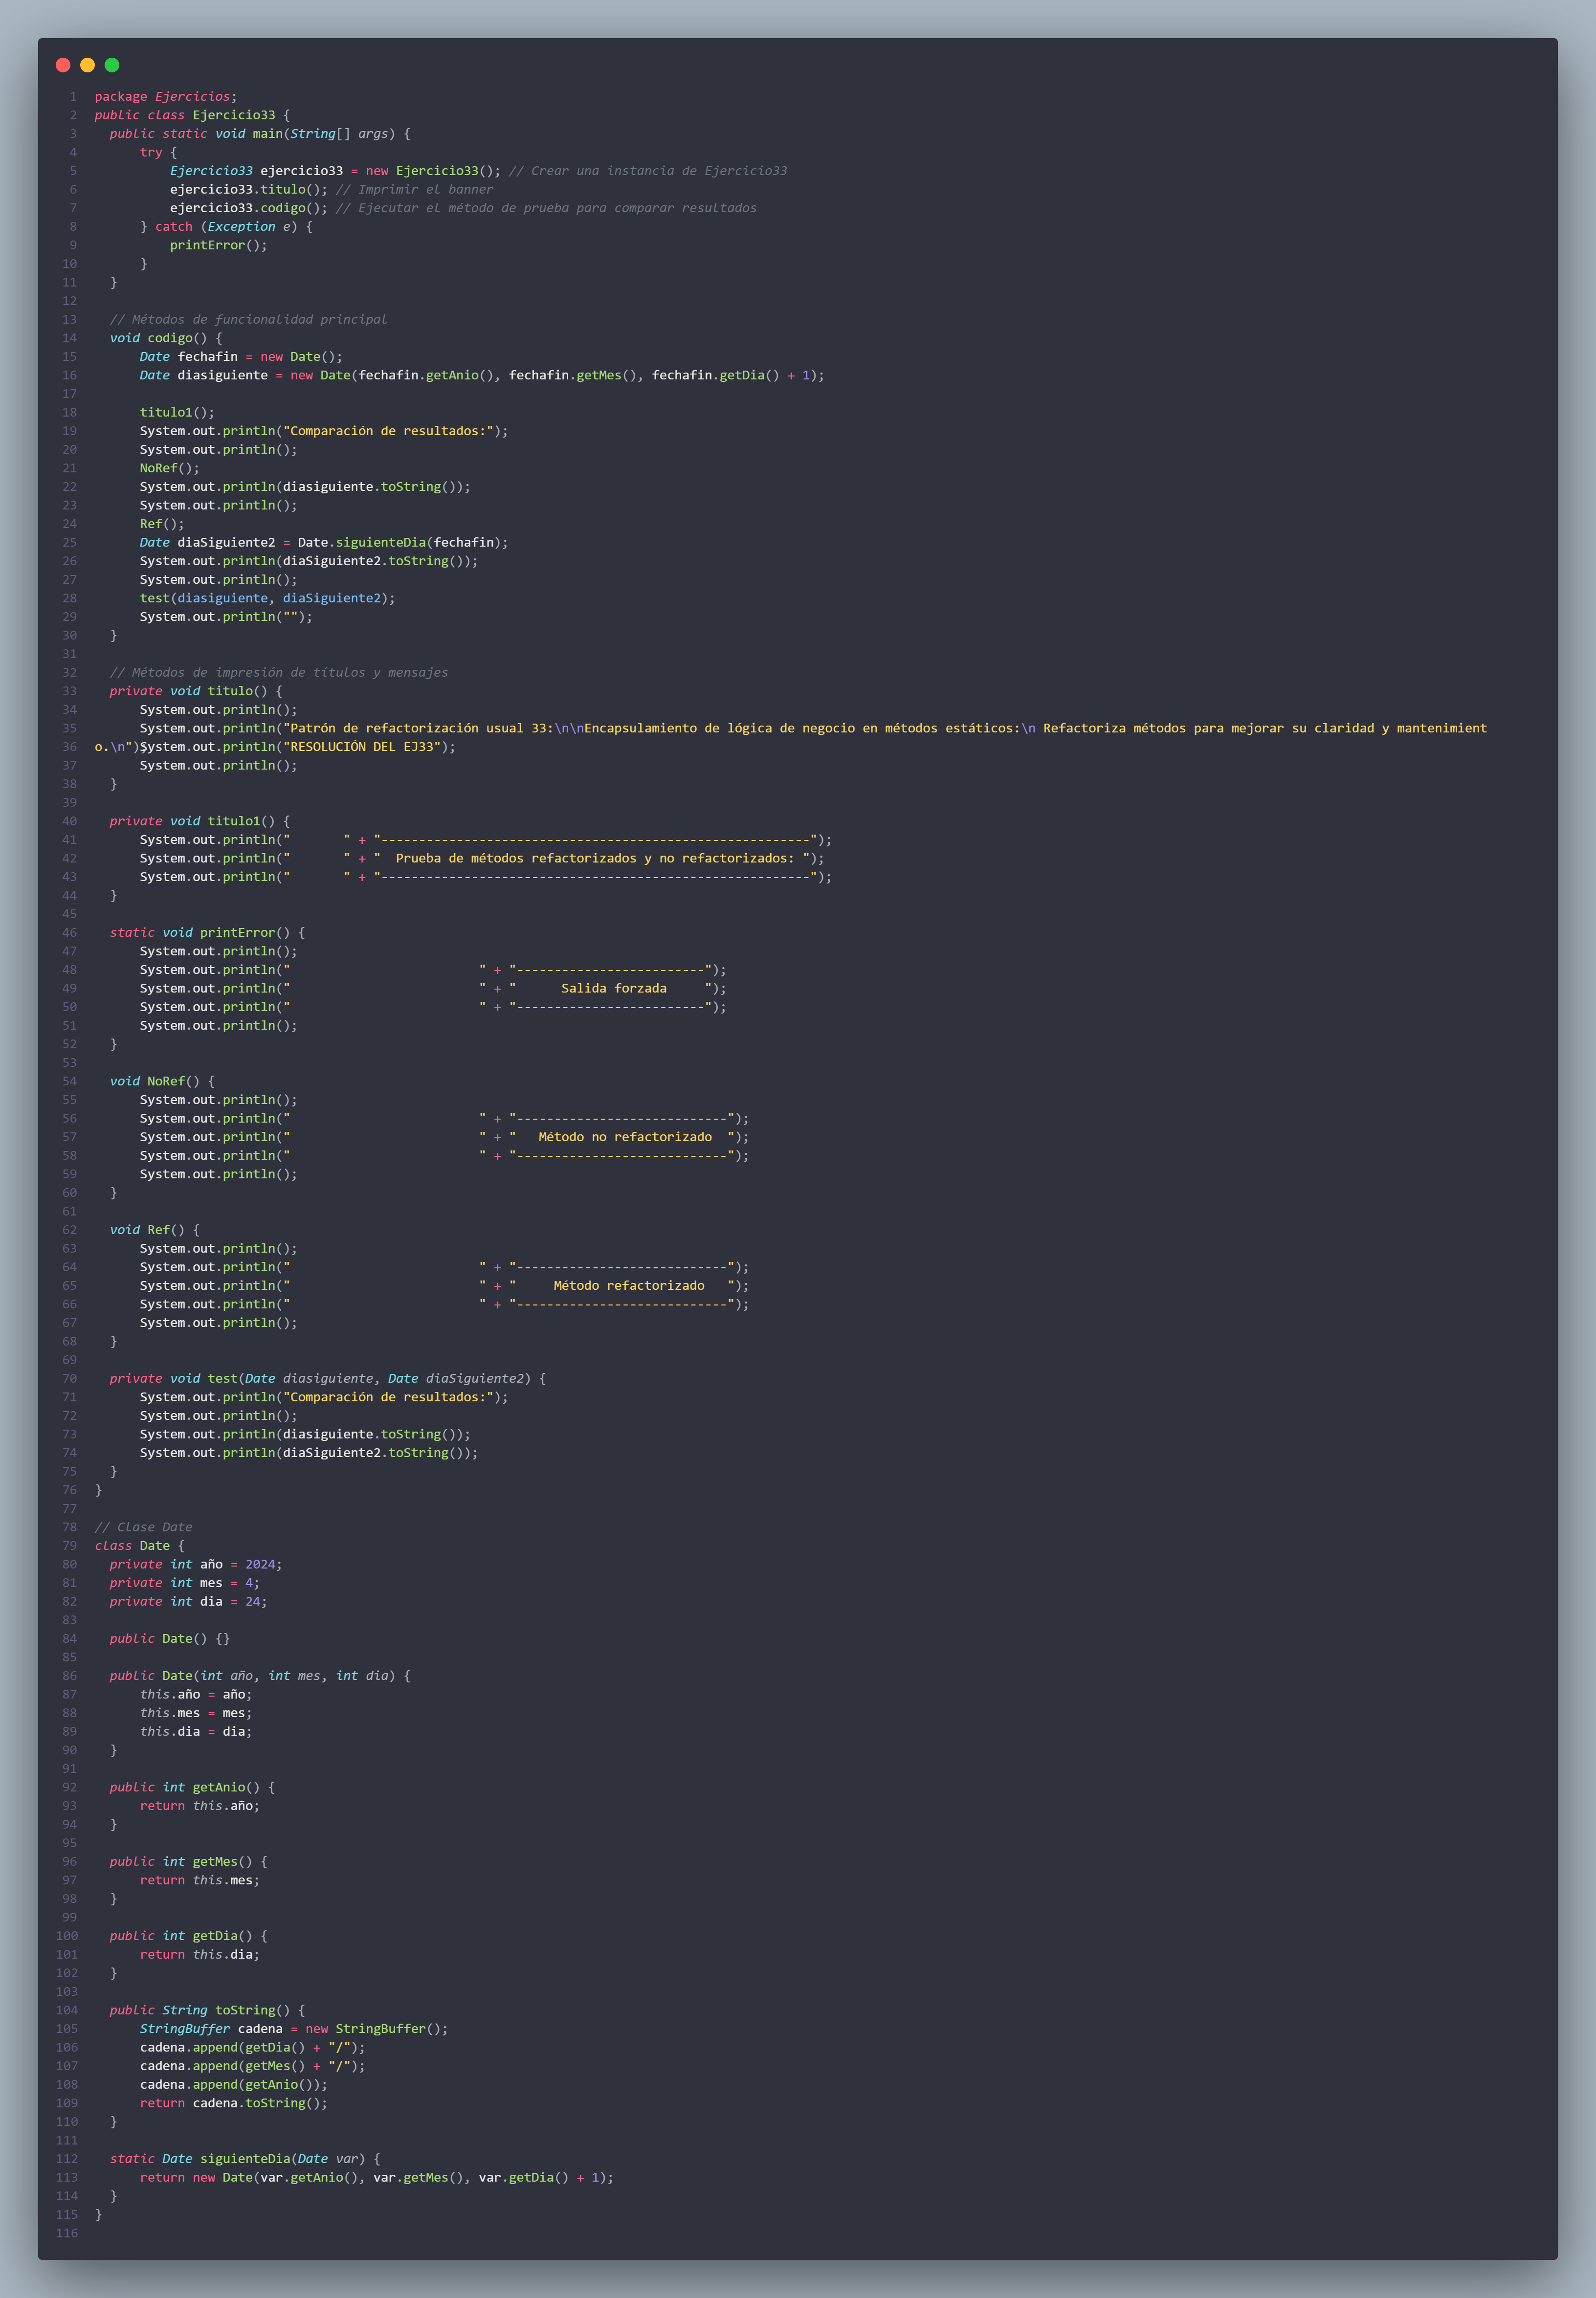 1 package Ejercicios;
2 public class Ejercicio33 {
3   public static void main(String[] args) {
4       try {
5           Ejercicio33 ejercicio33 = new Ejercicio33(); // Crear una instancia de Ejercicio33
6           ejercicio33.titulo(); // Imprimir el banner
7           ejercicio33.codigo(); // Ejecutar el método de prueba para comparar resultados
8       } catch (Exception e) {
9           printError();
10       }
11   }
12
13   // Métodos de funcionalidad principal
14   void codigo() {
15       Date fechafin = new Date();
16       Date diasiguiente = new Date(fechafin.getAnio(), fechafin.getMes(), fechafin.getDia() + 1);
17
18       titulo1();
19       System.out.println("Comparación de resultados:");
20       System.out.println();
21       NoRef();
22       System.out.println(diasiguiente.toString());
23       System.out.println();
24       Ref();
25       Date diaSiguiente2 = Date.siguienteDia(fechafin);
26       System.out.println(diaSiguiente2.toString());
27       System.out.println();
28       test(diasiguiente, diaSiguiente2);
29       System.out.println("");
30   }
31
32   // Métodos de impresión de títulos y mensajes
33   private void titulo() {
34       System.out.println();
35       System.out.println("Patrón de refactorización usual 33:\n\nEncapsulamiento de lógica de negocio en métodos estáticos:\n Refactoriza métodos para mejorar su claridad y mantenimient
36 o.\n");System.out.println("RESOLUCIÓN DEL EJ33");
37       System.out.println();
38   }
39
40   private void titulo1() {
41       System.out.println("       " + "---------------------------------------------------------");
42       System.out.println("       " + "  Prueba de métodos refactorizados y no refactorizados: ");
43       System.out.println("       " + "---------------------------------------------------------");
44   }
45
46   static void printError() {
47       System.out.println();
48       System.out.println("                         " + "-------------------------");
49       System.out.println("                         " + "      Salida forzada     ");
50       System.out.println("                         " + "-------------------------");
51       System.out.println();
52   }
53
54   void NoRef() {
55       System.out.println();
56       System.out.println("                         " + "----------------------------");
57       System.out.println("                         " + "   Método no refactorizado  ");
58       System.out.println("                         " + "----------------------------");
59       System.out.println();
60   }
61
62   void Ref() {
63       System.out.println();
64       System.out.println("                         " + "----------------------------");
65       System.out.println("                         " + "     Método refactorizado   ");
66       System.out.println("                         " + "----------------------------");
67       System.out.println();
68   }
69
70   private void test(Date diasiguiente, Date diaSiguiente2) {
71       System.out.println("Comparación de resultados:");
72       System.out.println();
73       System.out.println(diasiguiente.toString());
74       System.out.println(diaSiguiente2.toString());
75   }
76 }
77
78 // Clase Date
79 class Date {
80   private int año = 2024;
81   private int mes = 4;
82   private int dia = 24;
83
84   public Date() {}
85
86   public Date(int año, int mes, int dia) {
87       this.año = año;
88       this.mes = mes;
89       this.dia = dia;
90   }
91
92   public int getAnio() {
93       return this.año;
94   }
95
96   public int getMes() {
97       return this.mes;
98   }
99
100   public int getDia() {
101       return this.dia;
102   }
103
104   public String toString() {
105       StringBuffer cadena = new StringBuffer();
106       cadena.append(getDia() + "/");
107       cadena.append(getMes() + "/");
108       cadena.append(getAnio());
109       return cadena.toString();
110   }
111
112   static Date siguienteDia(Date var) {
113       return new Date(var.getAnio(), var.getMes(), var.getDia() + 1);
114   }
115 }
116